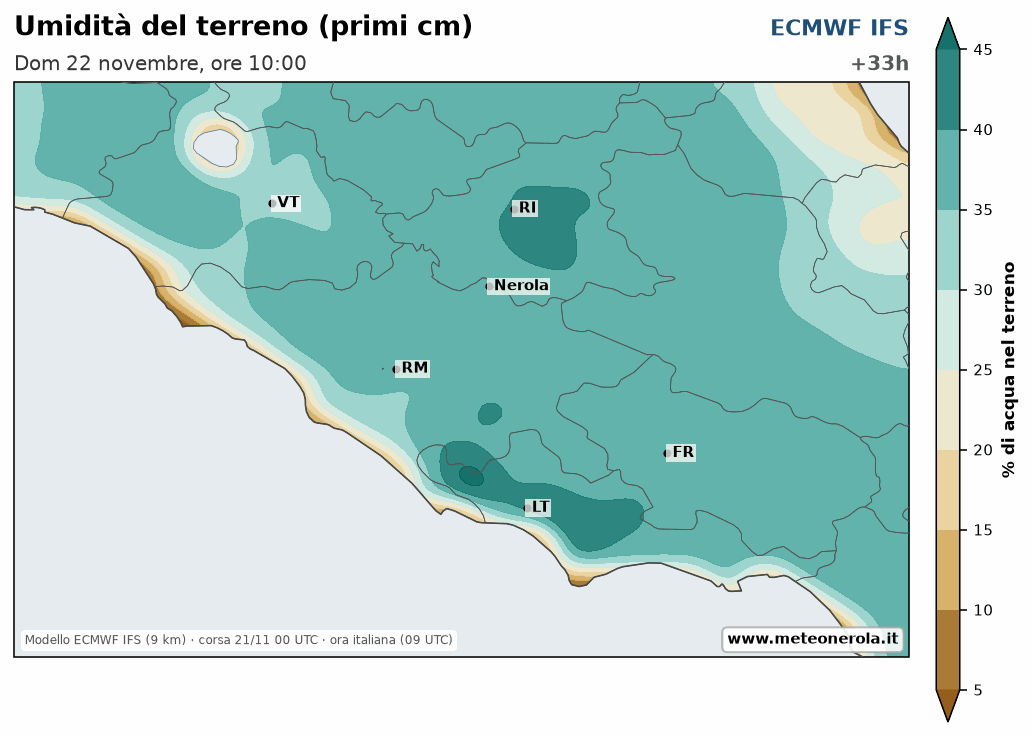 Umidità del terreno (primi cm)
ECMWF IFS
Dom 22 novembre, ore 10:00
+33h
45
40
35
30
25
20
15
10
5
% di acqua nel terreno
VT
RI
Nerola
RM
FR
LT
Modello ECMWF IFS (9 km) · corsa 21/11 00 UTC · ora italiana (09 UTC)
www.meteonerola.it